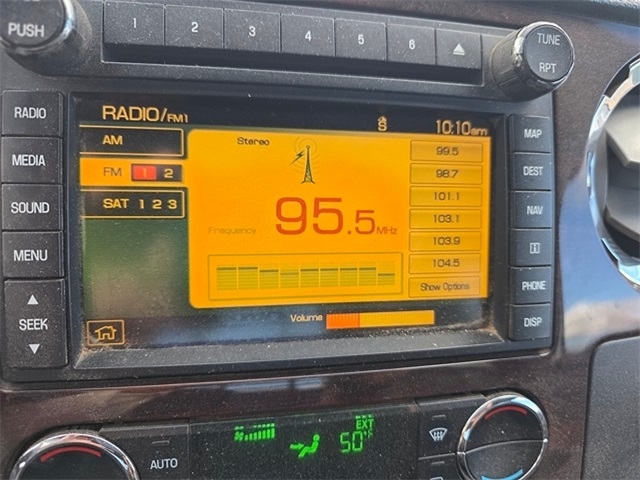 PUSH
1 2 3 4 5 6
TUNE
RPT
RADIO
MEDIA
SOUND
MENU
SEEK
RADIO/FM1
S
10:10am
AM
FM 1 2
SAT 1 2 3
Stereo
95.5MHz
Frequency
99.5
98.7
101.1
103.1
103.9
104.5
Show Options
Volume
MAP
DEST
NAV
i
PHONE
DISP
AUTO
EXT
50°F